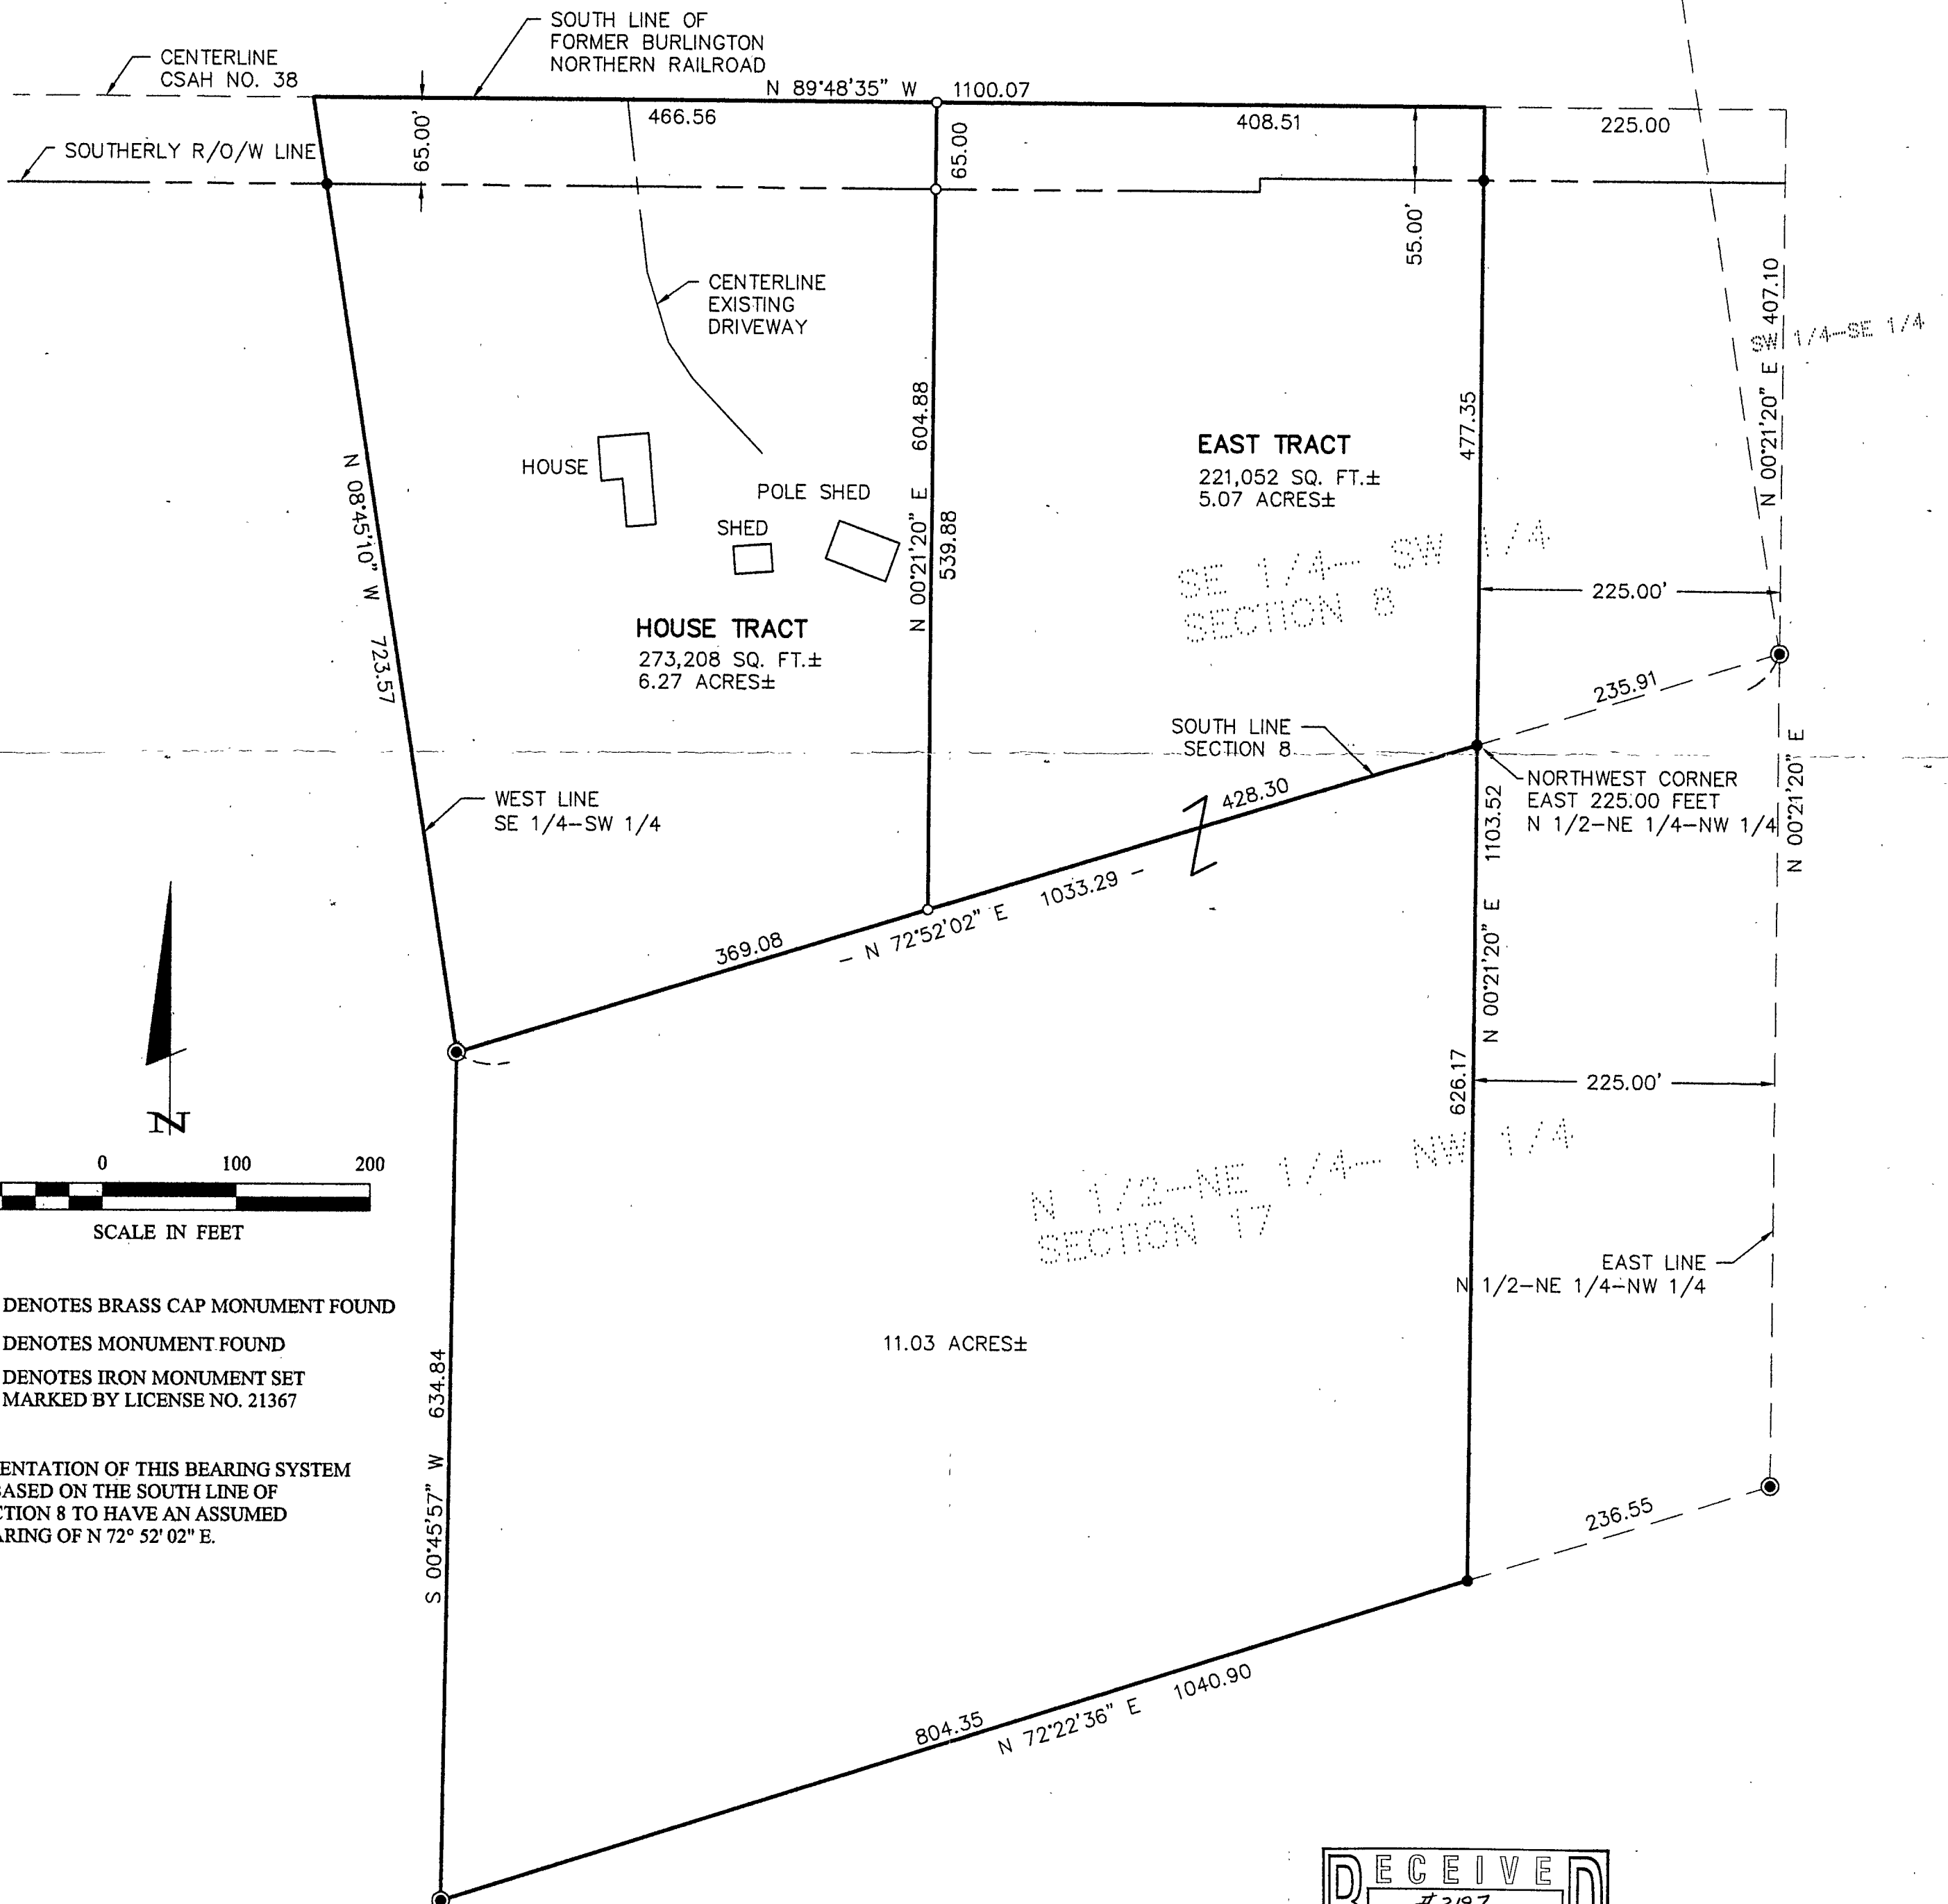 SOUTH LINE OF
FORMER BURLINGTON
NORTHERN RAILROAD
CENTERLINE
CSAH NO. 38
N 89°48'35" W 1100.07
466.56
408.51
225.00
SOUTHERLY R/O/W LINE
65.00'
65.00
55.00'
CENTERLINE
EXISTING
DRIVEWAY
N 00°21'20" E 407.10
SW 1/4-SE 1/4
HOUSE
POLE SHED
SHED
N 00°21'20" E 604.88
539.88
477.35
EAST TRACT
221,052 SQ. FT.±
5.07 ACRES±
SE 1/4- SW 1/4
SECTION 8
225.00'
N 08°45'10" W 723.57
HOUSE TRACT
273,208 SQ. FT.±
6.27 ACRES±
235.91
SOUTH LINE
SECTION 8
NORTHWEST CORNER
EAST 225.00 FEET
N 1/2-NE 1/4-NW 1/4
N 00°21'20" E
WEST LINE
SE 1/4-SW 1/4
428.30
369.08
- N 72°52'02" E 1033.29 -
N 00°21'20" E 1103.52
626.17
225.00'
N
0 100 200
SCALE IN FEET
N 1/2-NE 1/4- NW 1/4
SECTION 17
EAST LINE
N 1/2-NE 1/4-NW 1/4
DENOTES BRASS CAP MONUMENT FOUND
DENOTES MONUMENT FOUND
DENOTES IRON MONUMENT SET
MARKED BY LICENSE NO. 21367
11.03 ACRES±
S 00°45'57" W 634.84
ENTATION OF THIS BEARING SYSTEM
BASED ON THE SOUTH LINE OF
CTION 8 TO HAVE AN ASSUMED
ARING OF N 72° 52' 02" E.
236.55
804.35
N 72°22'36" E 1040.90
RECEIVED